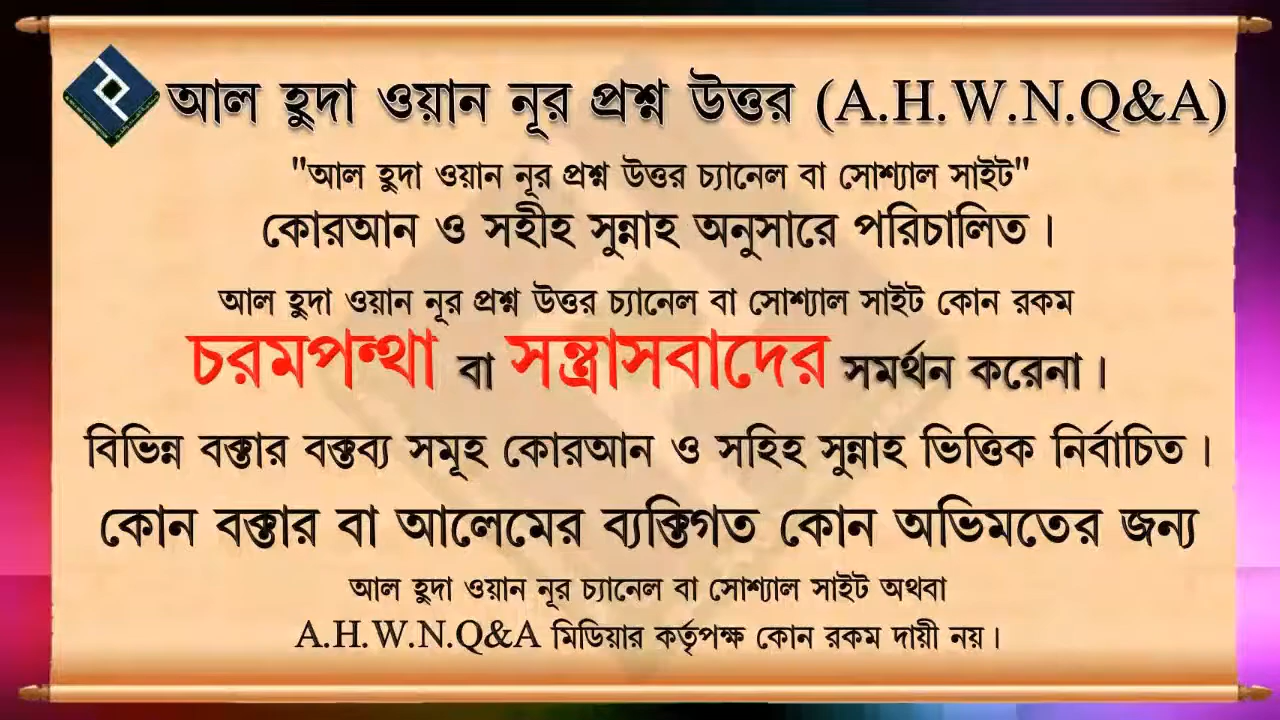 আল হুদা ওয়ান নূর প্রশ্ন উত্তর (A.H.W.N.Q&A)
"আল হুদা ওয়ান নূর প্রশ্ন উত্তর চ্যানেল বা সোশ্যাল সাইট"
কোরআন ও সহীহ সুন্নাহ অনুসারে পরিচালিত।
আল হুদা ওয়ান নূর প্রশ্ন উত্তর চ্যানেল বা সোশ্যাল সাইট কোন রকম
চরমপন্থা বা সন্ত্রাসবাদের সমর্থন করেনা।
বিভিন্ন বক্তার বক্তব্য সমূহ কোরআন ও সহিহ সুন্নাহ ভিত্তিক নির্বাচিত।
কোন বক্তার বা আলেমের ব্যক্তিগত কোন অভিমতের জন্য
আল হুদা ওয়ান নূর চ্যানেল বা সোশ্যাল সাইট অথবা
A.H.W.N.Q&A মিডিয়ার কর্তৃপক্ষ কোন রকম দায়ী নয়।